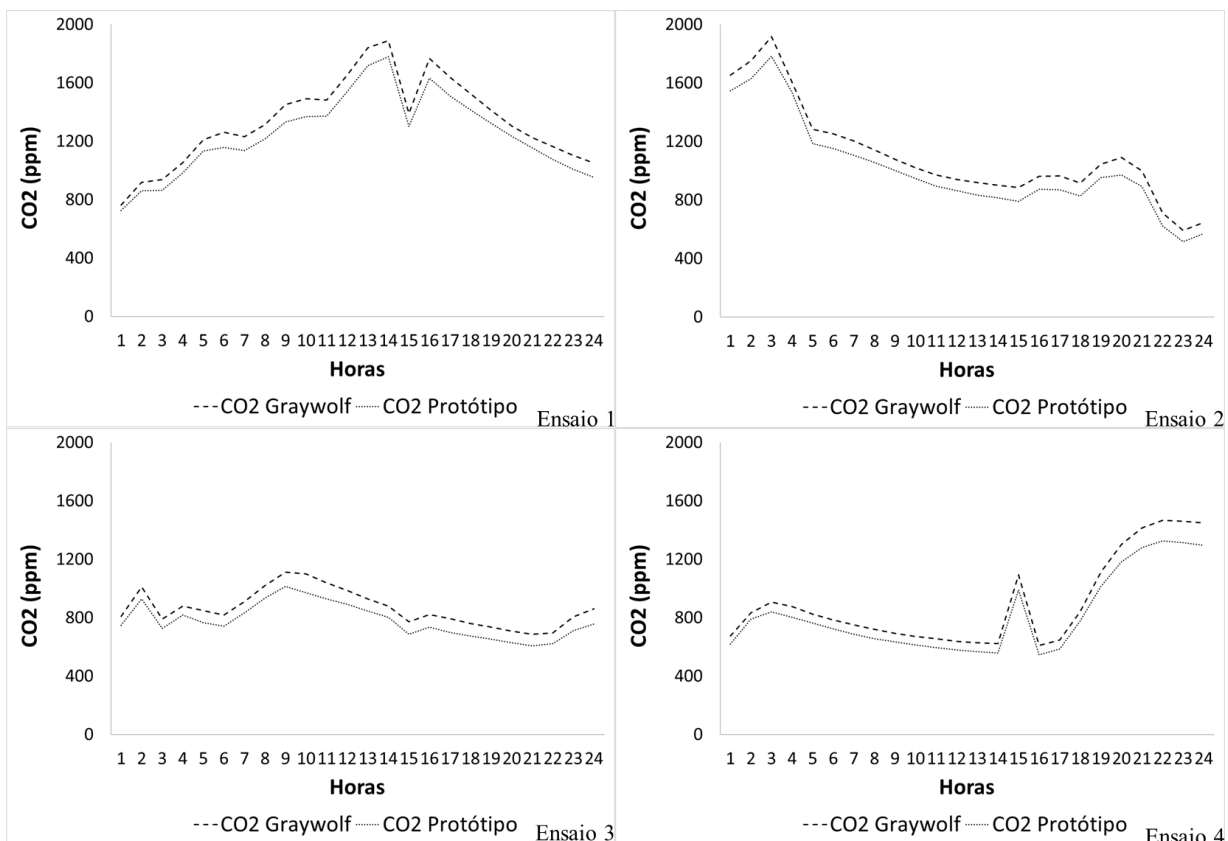 2000
1600
1200
800
400
0
CO2 (ppm)
1 2 3 4 5 6 7 8 9 10 11 12 13 14 15 16 17 18 19 20 21 22 23 24
Horas
CO2 Graywolf CO2 Protótipo
Ensaio 1
2000
1600
1200
800
400
0
CO2 (ppm)
1 2 3 4 5 6 7 8 9 10 11 12 13 14 15 16 17 18 19 20 21 22 23 24
Horas
CO2 Graywolf CO2 Protótipo
Ensaio 2
2000
1600
1200
800
400
0
CO2 (ppm)
1 2 3 4 5 6 7 8 9 10 11 12 13 14 15 16 17 18 19 20 21 22 23 24
Horas
CO2 Graywolf CO2 Protótipo
Ensaio 3
2000
1600
1200
800
400
0
CO2 (ppm)
1 2 3 4 5 6 7 8 9 10 11 12 13 14 15 16 17 18 19 20 21 22 23 24
Horas
CO2 Graywolf CO2 Protótipo
Ensaio 4